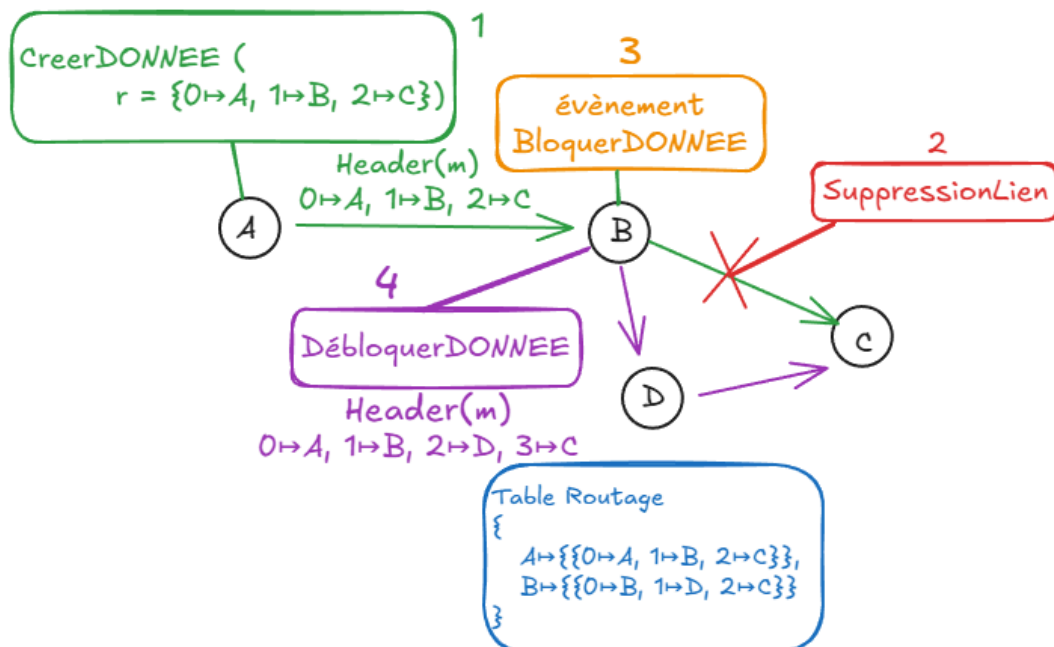 1
CreerDONNEE (
r = {0↦A, 1↦B, 2↦C})
3
évènement
BloquerDONNEE
2
SuppressionLien
Header(m)
0↦A, 1↦B, 2↦C
A
B
4
DébloquerDONNEE
C
D
Header(m)
0↦A, 1↦B, 2↦D, 3↦C
Table Routage
{
A↦{{0↦A, 1↦B, 2↦C}},
B↦{{0↦B, 1↦D, 2↦C}}
}